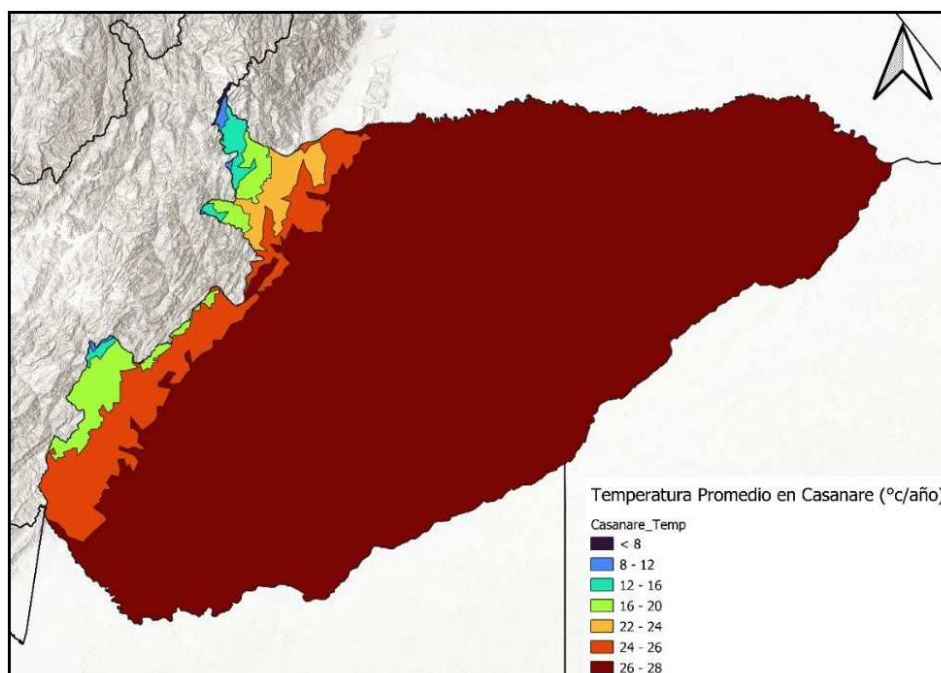 Temperatura Promedio en Casanare (°c/año)
Casanare_Temp
< 8
8 - 12
12 - 16
16 - 20
22 - 24
24 - 26
26 - 28